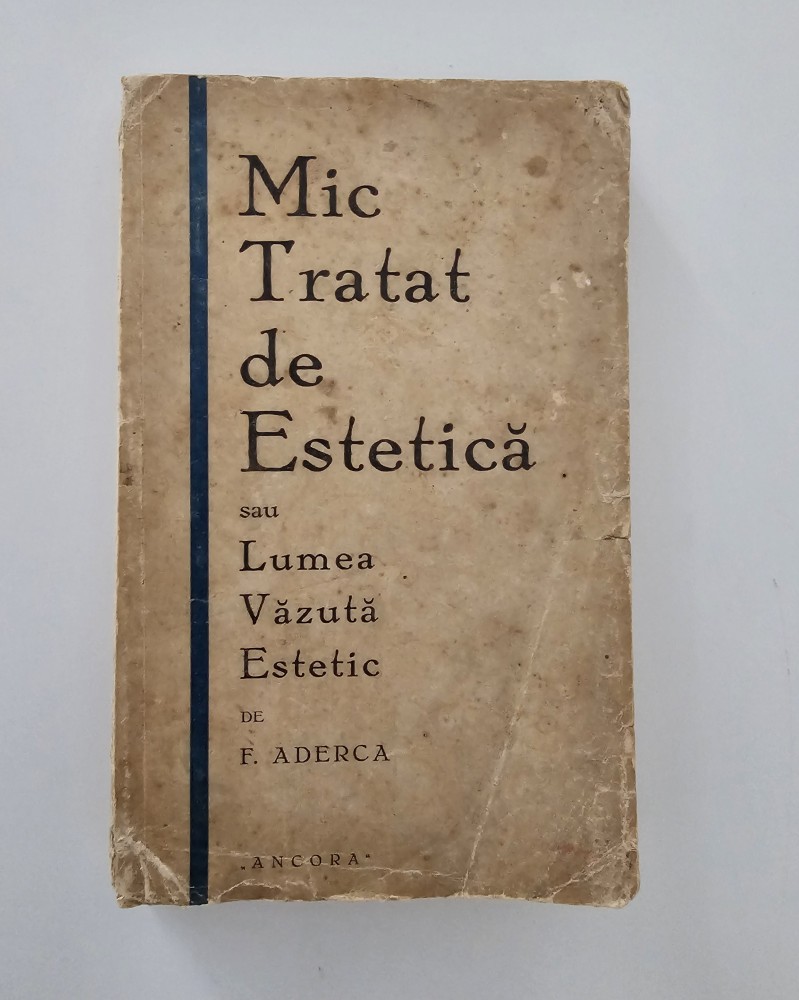 Mic
Tratat
de
Estetică
sau
Lumea
Văzută
Estetic
DE
F. ADERCA
„ANCORA“